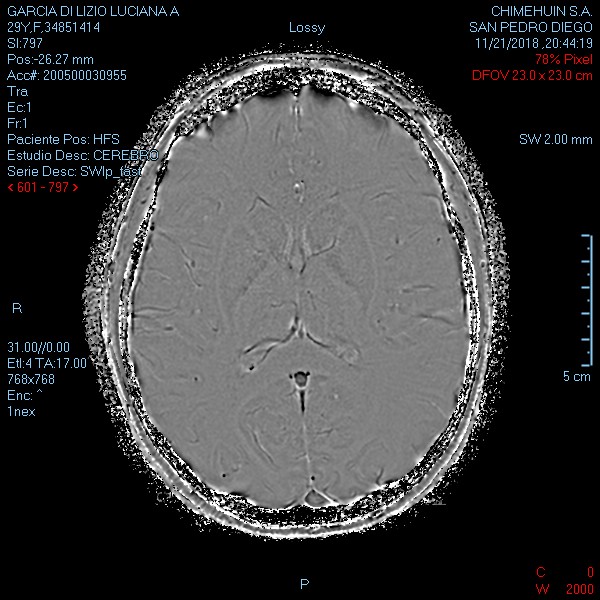 GARCIA DI LIZIO LUCIANA A
29Y,F,34851414
Sl:797
Pos:-26.27 mm
Acc#: 200500030955
Tra
Ec:1
Fr:1
Paciente Pos: HFS
Estudio Desc: CEREBRO
Serie Desc: SWIp_fast
< 601 - 797 >
Lossy
CHIMEHUIN S.A.
SAN PEDRO DIEGO
11/21/2018 ,20:44:19
78% Pixel
DFOV 23.0 x 23.0 cm
SW 2.00 mm
R
31.00//0.00
Etl:4 TA:17.00
768x768
Enc: ^
1nex
5 cm
P
C 0
W 2000